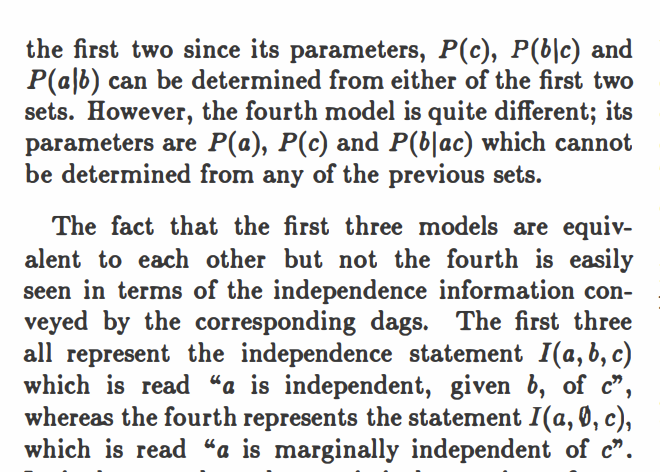 the first two since its parameters, P(c), P(b|c) and
P(a|b) can be determined from either of the first two
sets. However, the fourth model is quite different; its
parameters are P(a), P(c) and P(b|ac) which cannot
be determined from any of the previous sets.
The fact that the first three models are equiv-
alent to each other but not the fourth is easily
seen in terms of the independence information con-
veyed by the corresponding dags. The first three
all represent the independence statement I(a, b, c)
which is read “a is independent, given b, of c”,
whereas the fourth represents the statement I(a, ∅, c),
which is read “a is marginally independent of c”.